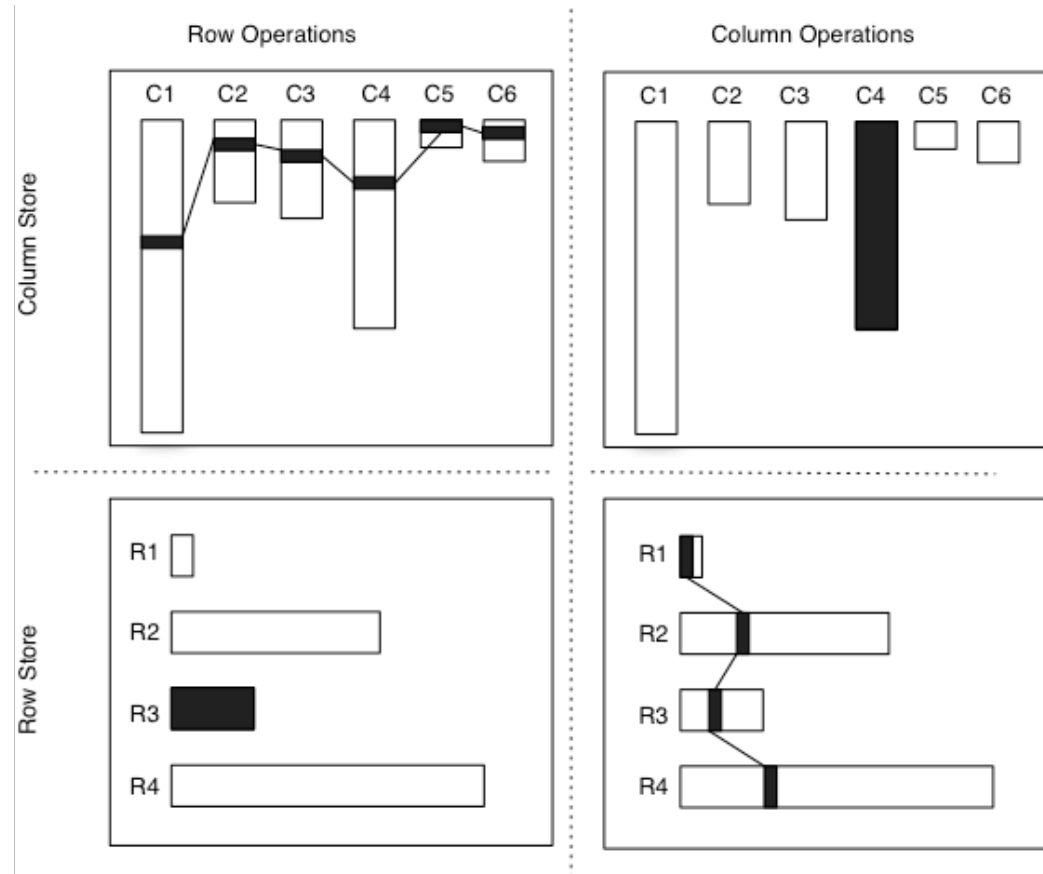 Row Operations
Column Operations
Column Store
C1 C2 C3 C4 C5 C6
C1 C2 C3 C4 C5 C6
Row Store
R1
R2
R3
R4
R1
R2
R3
R4